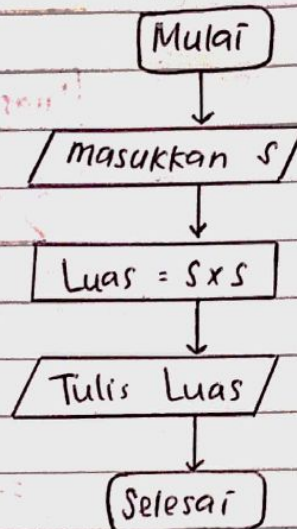 Mulai
masukkan s
Luas = s x s
Tulis Luas
Selesai